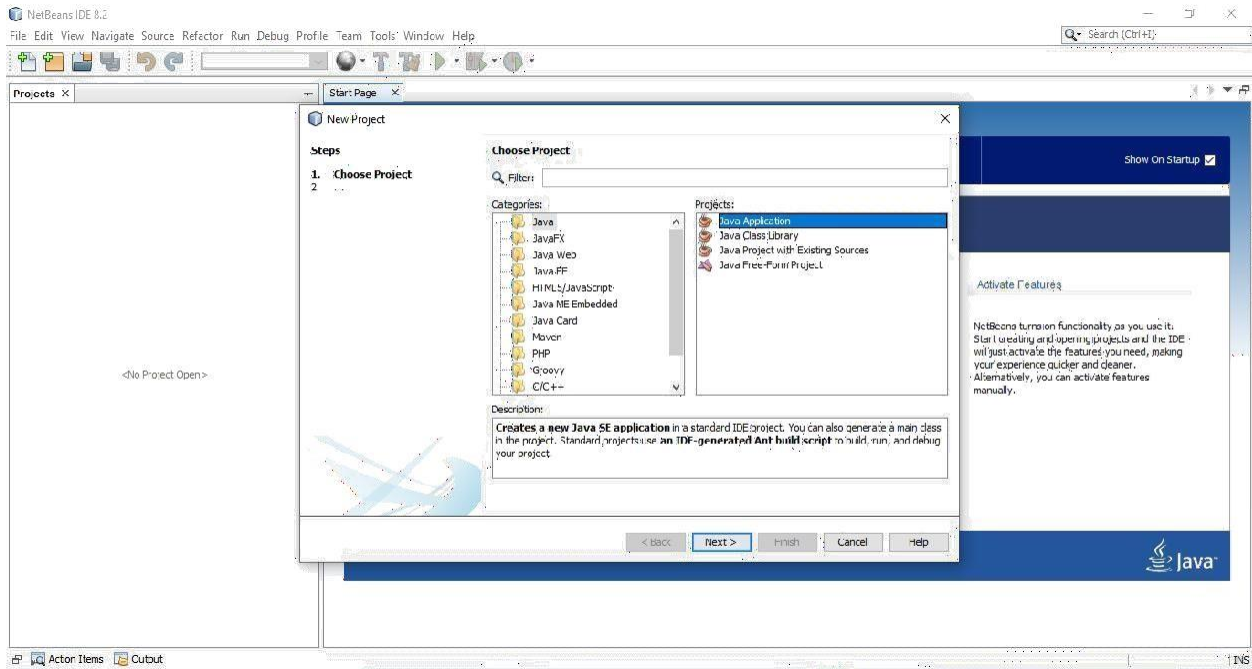 NetBeans IDE 8.2
File Edit View Navigate Source Refactor Run Debug Profile Team Tools Window Help
Search (Ctrl+I)
Projects
Start Page
<No Project Open>
New Project
Steps
1. Choose Project
2 ...
Choose Project
Filter:
Categories:
Java
JavaFX
Java Web
Java EE
HTML5/JavaScript
Java ME Embedded
Java Card
Maven
PHP
Groovy
C/C++
Projects:
Java Application
Java Class Library
Java Project with Existing Sources
Java Free-Form Project
Description:
Creates a new Java SE application in a standard IDE project. You can also generate a main class
in the project. Standard projects use an IDE-generated Ant build script to build, run, and debug
your project.
< Back Next > Finish Cancel Help
Show On Startup
Activate Features
NetBeans turns on functionality as you use it.
Start creating and opening projects and the IDE
will just activate the features you need, making
your experience quicker and cleaner.
Alternatively, you can activate features
manually.
Java
Action Items Output
INS